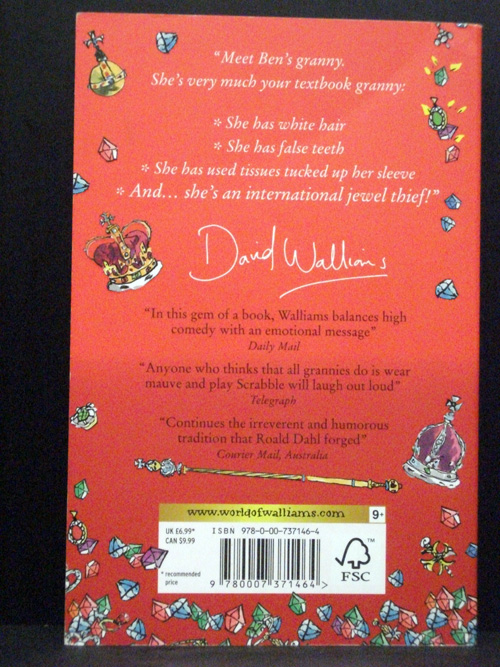 “Meet Ben's granny.
She's very much your textbook granny:
* She has white hair
* She has false teeth
* She has used tissues tucked up her sleeve
* And... she's an international jewel thief!”
David Walliams
“In this gem of a book, Walliams balances high
comedy with an emotional message”
Daily Mail
“Anyone who thinks that all grannies do is wear
mauve and play Scrabble will laugh out loud”
Telegraph
“Continues the irreverent and humorous
tradition that Roald Dahl forged”
Courier Mail, Australia
www.worldofwalliams.com 9+
UK £6.99*
CAN $9.99
ISBN 978-0-00-737146-4
* recommended
price
9 780007 371464 >
FSC™